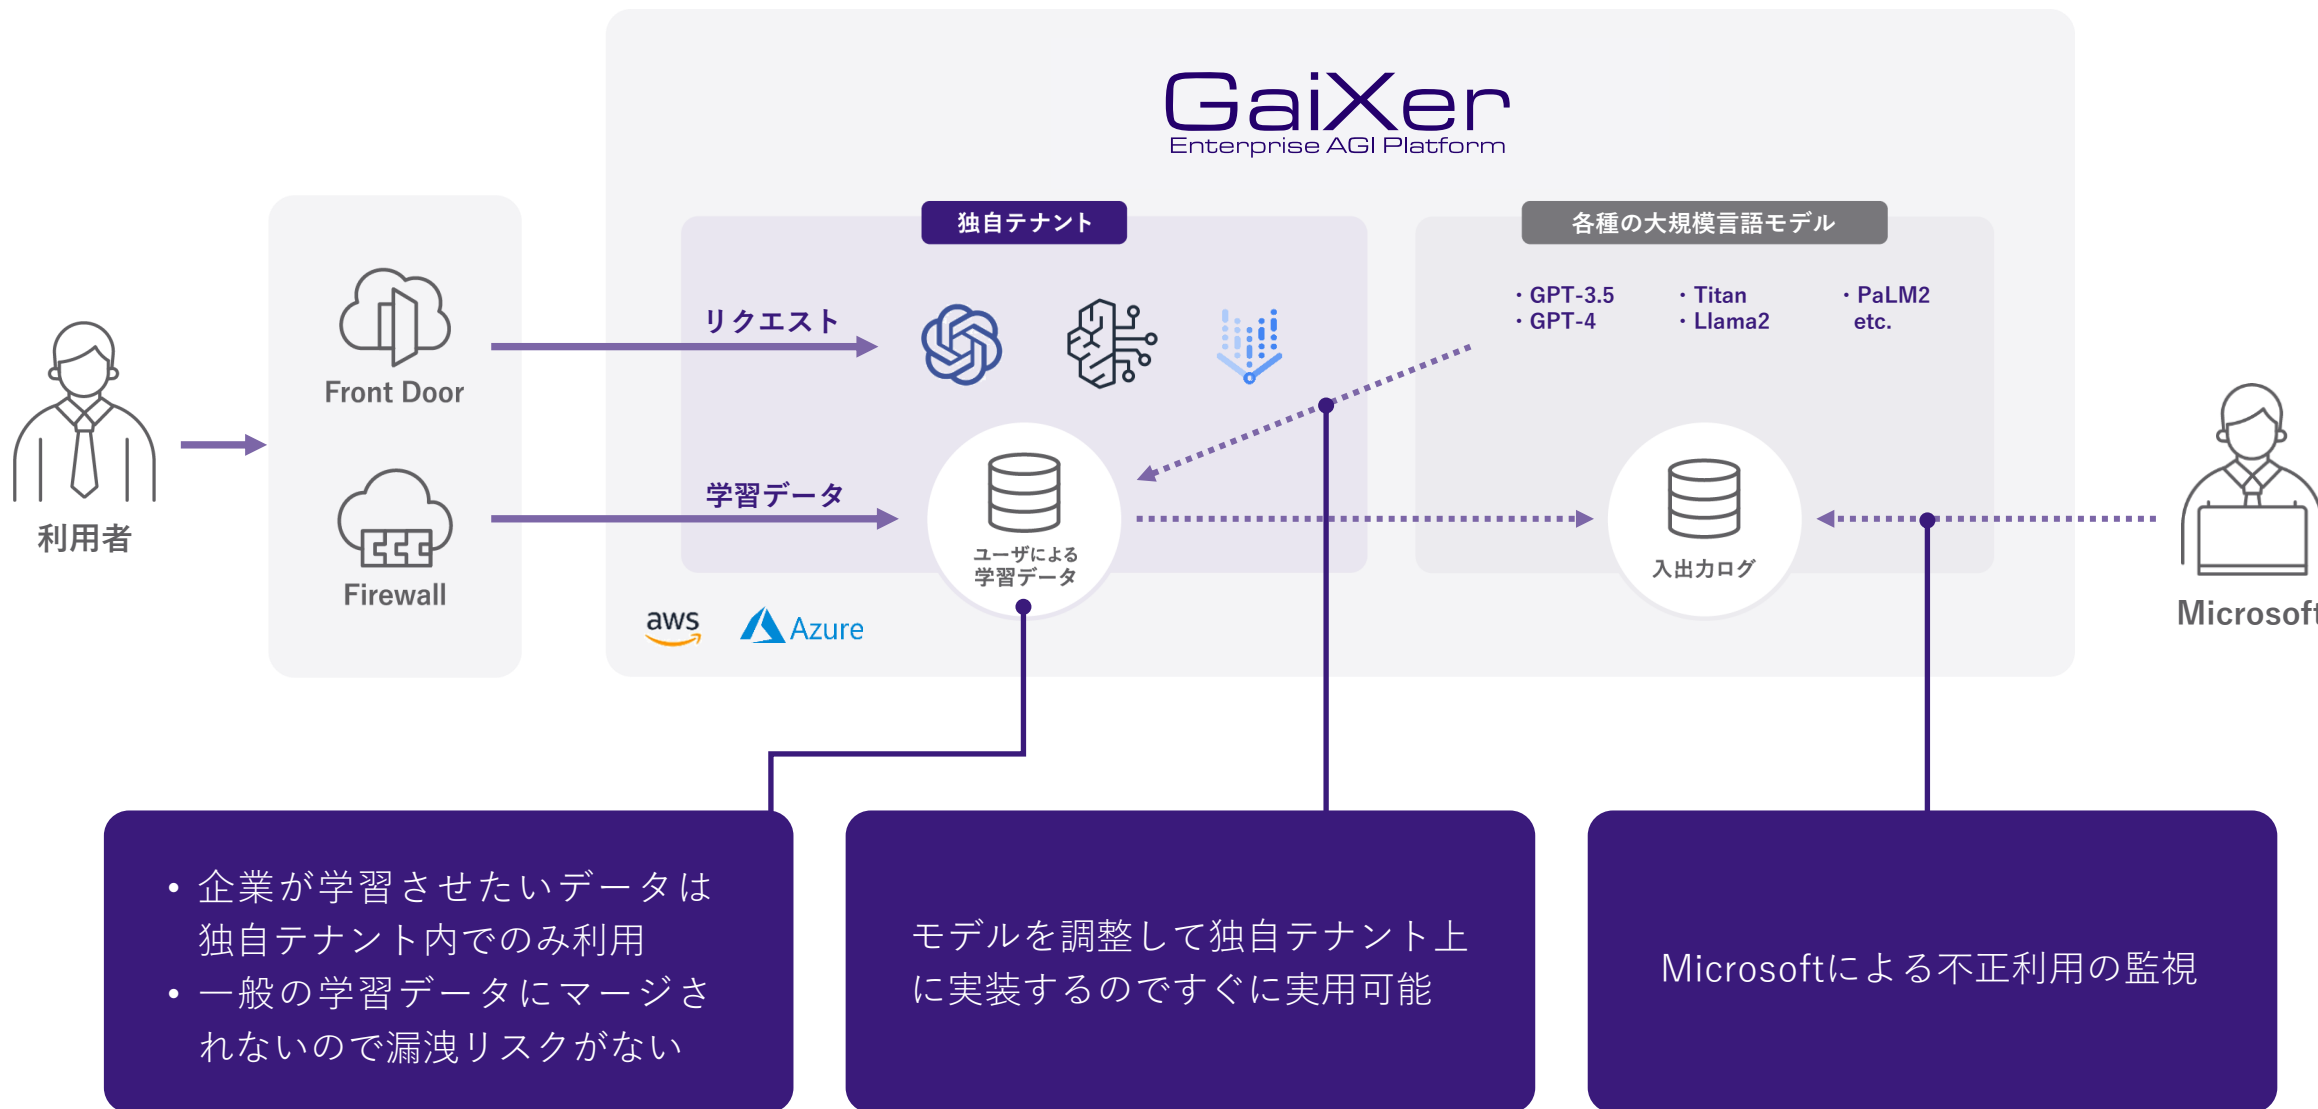 GaiXer
Enterprise AGI Platform
独自テナント
各種の大規模言語モデル
・GPT-3.5
・GPT-4
・Titan
・Llama2
・PaLM2
etc.
リクエスト
Front Door
学習データ
利用者
Firewall
ユーザによる
学習データ
入出力ログ
aws
Azure
Microsoft
• 企業が学習させたいデータは
独自テナント内でのみ利用
• 一般の学習データにマージさ
れないので漏洩リスクがない
モデルを調整して独自テナント上
に実装するのですぐに実用可能
Microsoftによる不正利用の監視